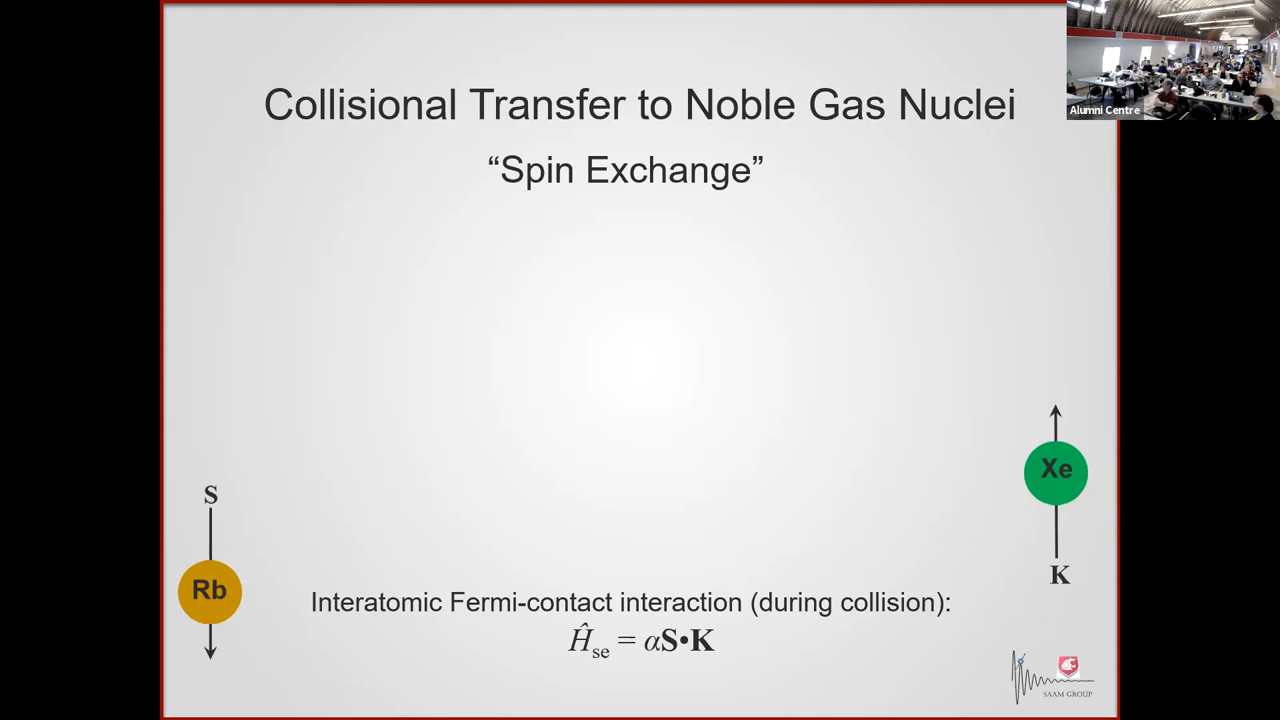 Collisional Transfer to Noble Gas Nuclei
“Spin Exchange”
Alumni Centre
Xe
K
S
Rb
Interatomic Fermi-contact interaction (during collision):
Ĥse = αS•K
SAAM GROUP